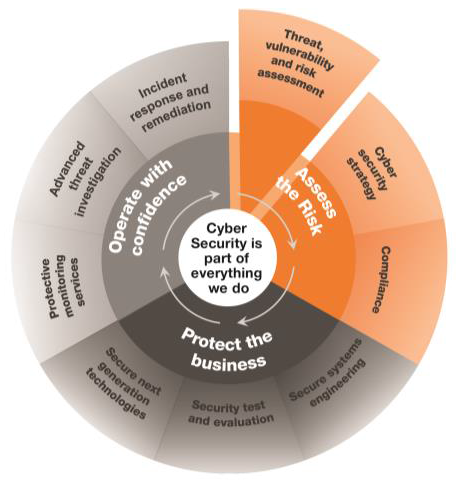 Threat,
vulnerability
and risk
assessment
Cyber
security
strategy
Compliance
Secure systems
engineering
Security test
and evaluation
Secure next
generation
technologies
Protective
monitoring
services
Advanced
threat
investigation
Incident
response and
remediation
Assess
the Risk
Protect the
business
Operate with
confidence
Cyber
Security is
part of
everything
we do